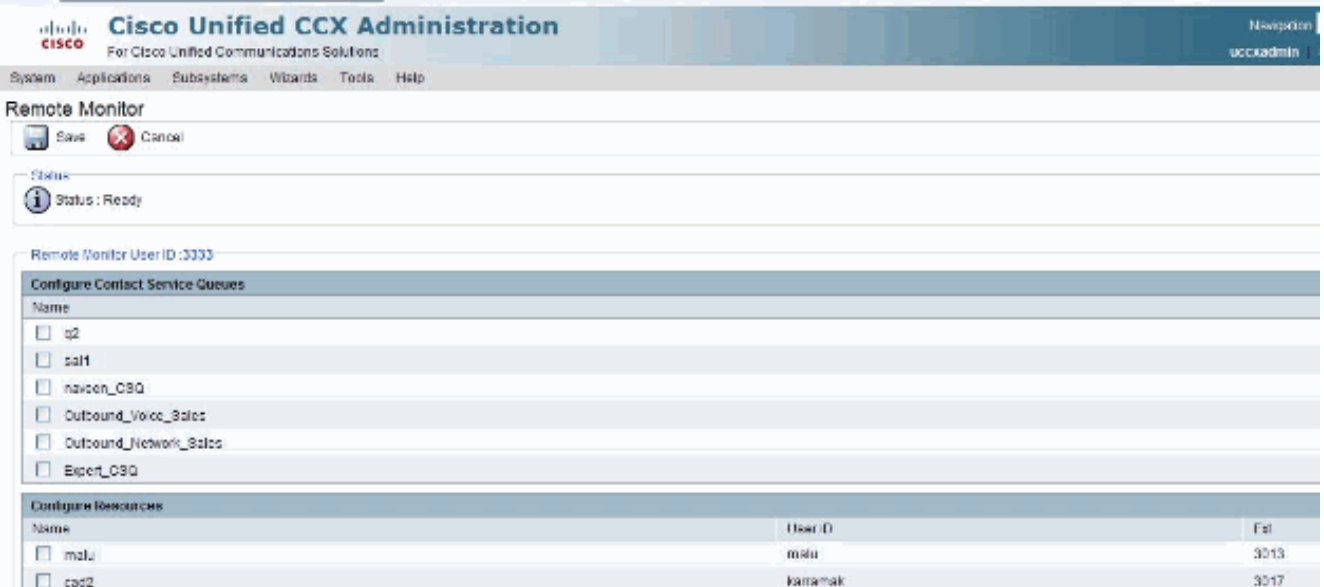 Cisco Unified CCX Administration
Navigation
CISCO
For Cisco Unified Communications Solutions
uccxadmin
System Applications Subsystems Wizards Tools Help
Remote Monitor
Save Cancel
Status
Status : Ready
Remote Monitor User ID :3333
Configure Contact Service Queues
Name
q2
sal1
naveen_CSQ
Outbound_Voice_Sales
Outbound_Network_Sales
Expert_CSQ
Configure Resources
Name User ID Ext
malu malu 3013
cad2 karramak 3017